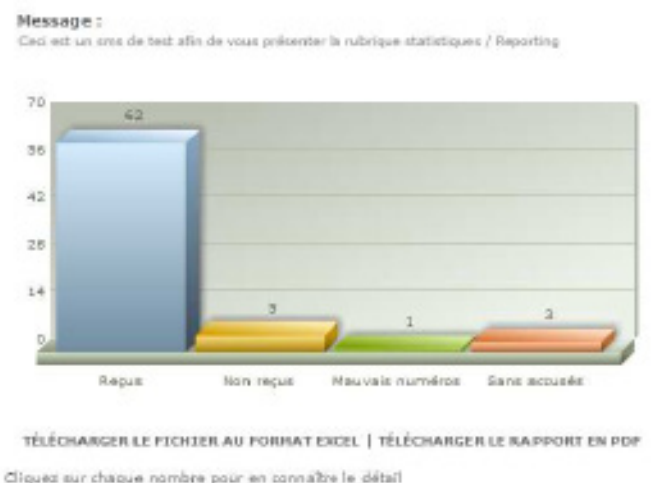 Message :
Ceci est un sms de test afin de vous présenter la rubrique statistiques / Reporting
70
56
42
28
14
0
62
3
1
Reçus
Non reçus
Mauvais numéros
Sans accusés
TÉLÉCHARGER LE FICHIER AU FORMAT EXCEL | TÉLÉCHARGER LE RAPPORT EN PDF
Cliquez sur chaque nombre pour en connaître le détail